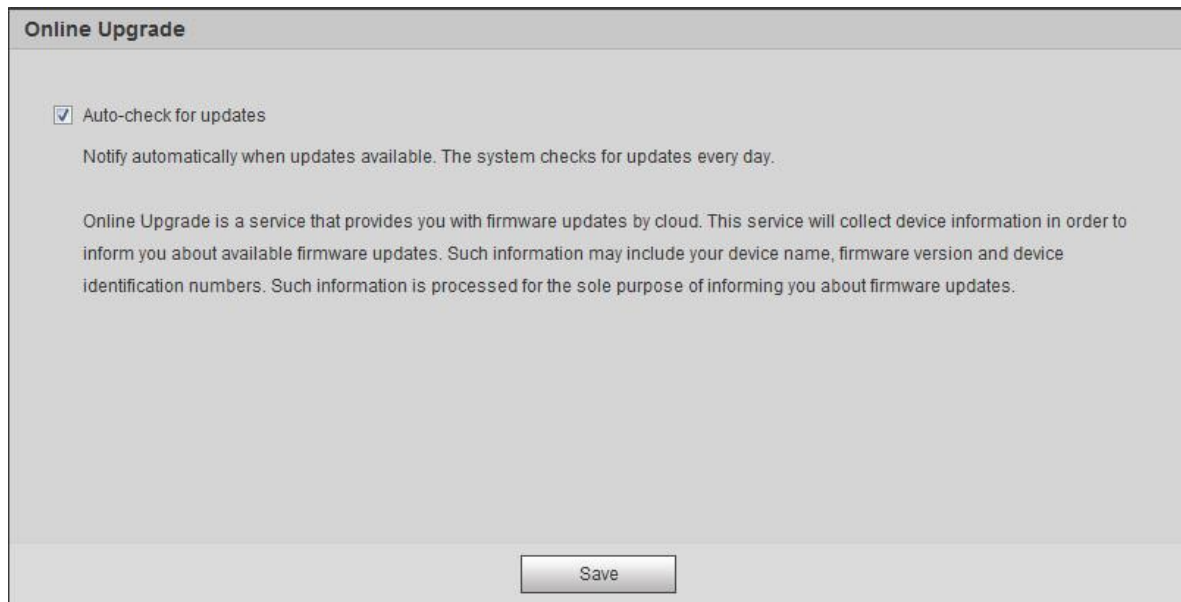 Online Upgrade
Auto-check for updates
Notify automatically when updates available. The system checks for updates every day.
Online Upgrade is a service that provides you with firmware updates by cloud. This service will collect device information in order to
inform you about available firmware updates. Such information may include your device name, firmware version and device
identification numbers. Such information is processed for the sole purpose of informing you about firmware updates.
Save